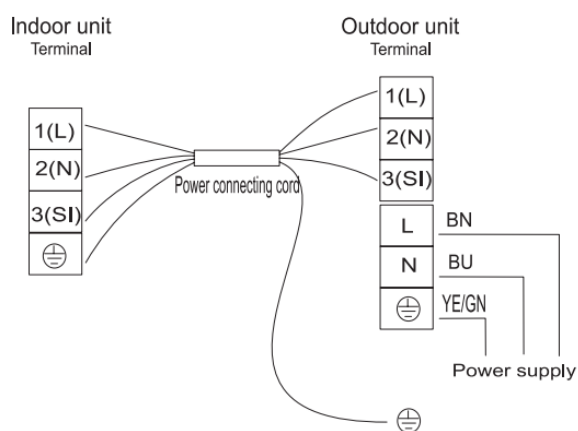 Indoor unit
Terminal
1(L)
2(N)
3(SI)
Power connecting cord
Outdoor unit
Terminal
1(L)
2(N)
3(SI)
L
N
BN
BU
YE/GN
Power supply